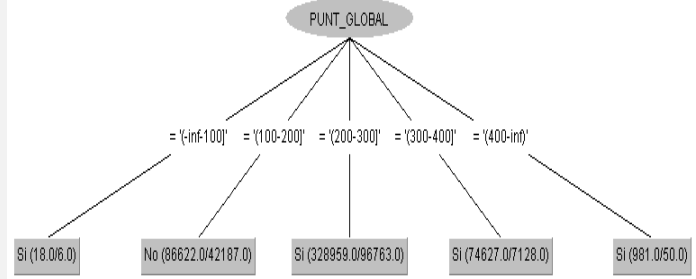 PUNT_GLOBAL
= '(-inf-100]' = '(100-200]' = '(200-300]' = '(300-400]' = '(400-inf)'
Si (18.0/6.0) No (86622.0/42187.0) Si (328959.0/96763.0) Si (74627.0/7128.0) Si (981.0/50.0)